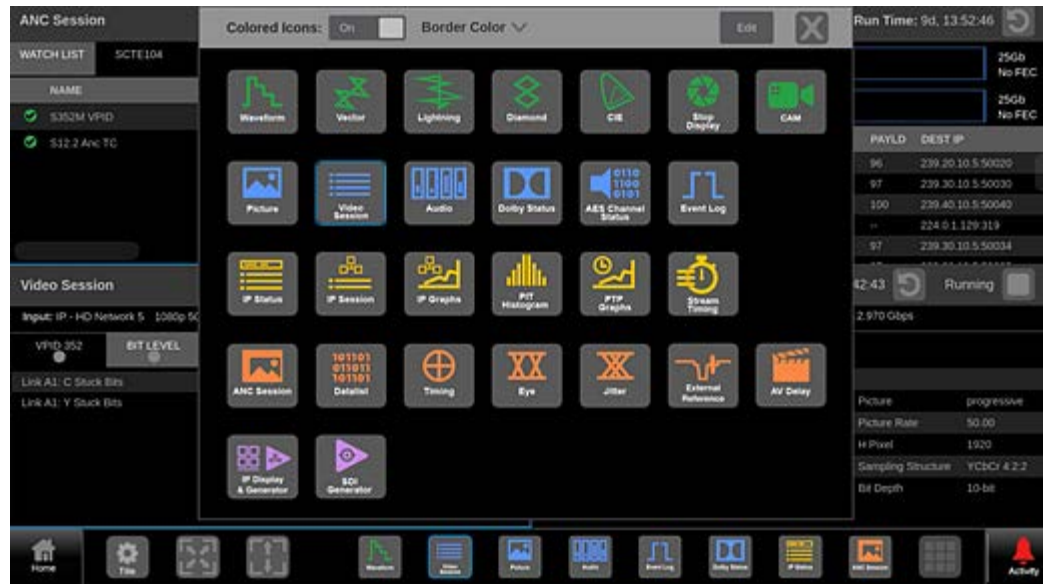 ANC Session
Colored Icons: On
Border Color
Edit
X
Run Time: 9d, 13:52:46
WATCH LIST
SCTE104
25Gb
No FEC
NAME
S352M VPID
S12.2 Anc TC
25Gb
No FEC
PAYLD
DEST IP
96
239.20.10.5:50020
97
239.30.10.5:50030
100
239.40.10.5:50040
--
224.0.1.129:319
97
239.30.10.5:50034
Waveform
Vector
Lightning
Diamond
CIE
Stop
Display
CAM
Picture
Video
Session
Audio
Dolby Status
0110
1100
0101
AES Channel
Status
Event Log
IP Status
IP Session
IP Graphs
PIT
Histogram
PTP
Graphs
Stream
Timing
ANC Session
101101
011011
101101
Datalist
Timing
Eye
Jitter
External
Reference
AV Delay
IP Display
& Generator
SDI
Generator
Video Session
42:43
Running
Input: IP - HD Network 5 1080p 50
2.970 Gbps
VPID 352
BIT LEVEL
Link A1: C Stuck Bits
Link A1: Y Stuck Bits
Picture
progressive
Picture Rate
50.00
H Pixel
1920
Sampling Structure
YCbCr 4:2:2
Bit Depth
10-bit
Home
Tile
Waveform
Video
Session
Picture
Audio
Event Log
Dolby Status
IP Status
ANC Session
Activity